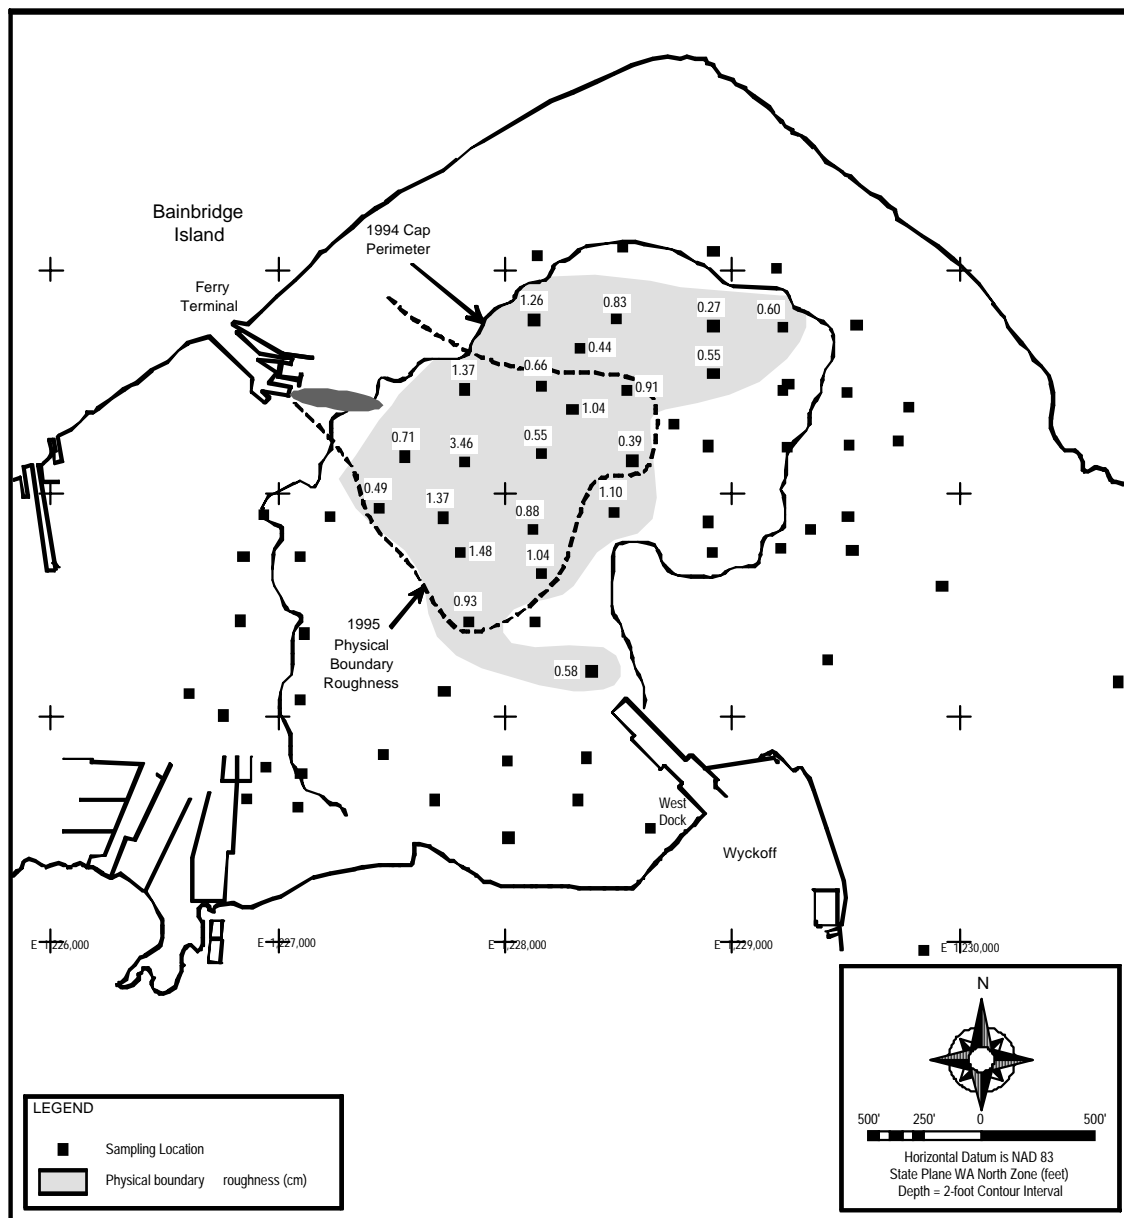 Bainbridge
Island
1994 Cap
Perimeter
Ferry
Terminal
1.26
0.83
0.27
0.60
0.44
0.55
0.66
1.37
0.91
1.04
0.71
3.46
0.55
0.39
0.49
1.37
0.88
1.10
1.48
1.04
0.93
1995
Physical
Boundary
Roughness
0.58
West
Dock
Wyckoff
E 1,226,000
E 1,227,000
E 1,228,000
E 1,229,000
E 1,230,000
N
500' 250' 0 500'
Horizontal Datum is NAD 83
State Plane WA North Zone (feet)
Depth = 2-foot Contour Interval
LEGEND
Sampling Location
Physical boundary roughness (cm)